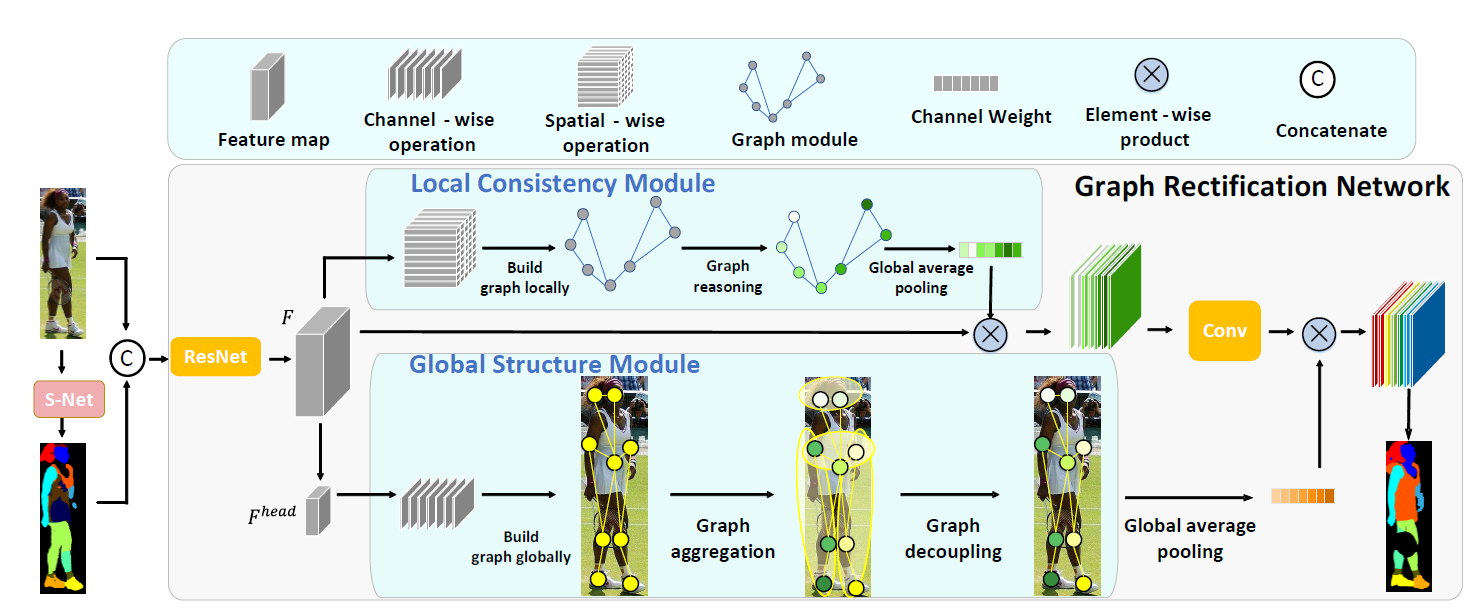 Feature map
Channel - wise
operation
Spatial - wise
operation
Graph module
Channel Weight
Element - wise
product
C
Concatenate
Local Consistency Module
Graph Rectification Network
Build
graph locally
Graph
reasoning
Global average
pooling
F
C
ResNet
Conv
S-Net
Global Structure Module
F^head
Build
graph globally
Graph
aggregation
Graph
decoupling
Global average
pooling